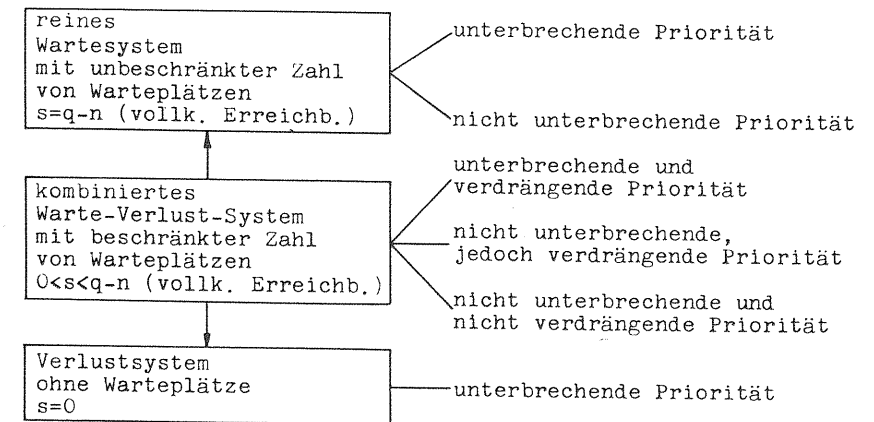 reines
Wartesystem
mit unbeschränkter Zahl
von Warteplätzen
s=q-n (vollk. Erreichb.)
unterbrechende Priorität
nicht unterbrechende Priorität
kombiniertes
Warte-Verlust-System
mit beschränkter Zahl
von Warteplätzen
0<s<q-n (vollk. Erreichb.)
unterbrechende und
verdrängende Priorität
nicht unterbrechende,
jedoch verdrängende Priorität
nicht unterbrechende und
nicht verdrängende Priorität
Verlustsystem
ohne Warteplätze
s=0
unterbrechende Priorität